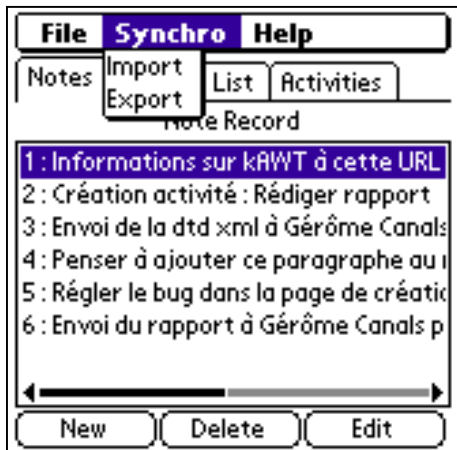 File Synchro Help
Import
Export
Notes List Activities
Note Record
1 : Informations sur kAWT à cette URL
2 : Création activité : Rédiger rapport
3 : Envoi de la dtd xml à Gérôme Canals
4 : Penser à ajouter ce paragraphe au
5 : Régler le bug dans la page de créatic
6 : Envoi du rapport à Gérôme Canals p
New Delete Edit